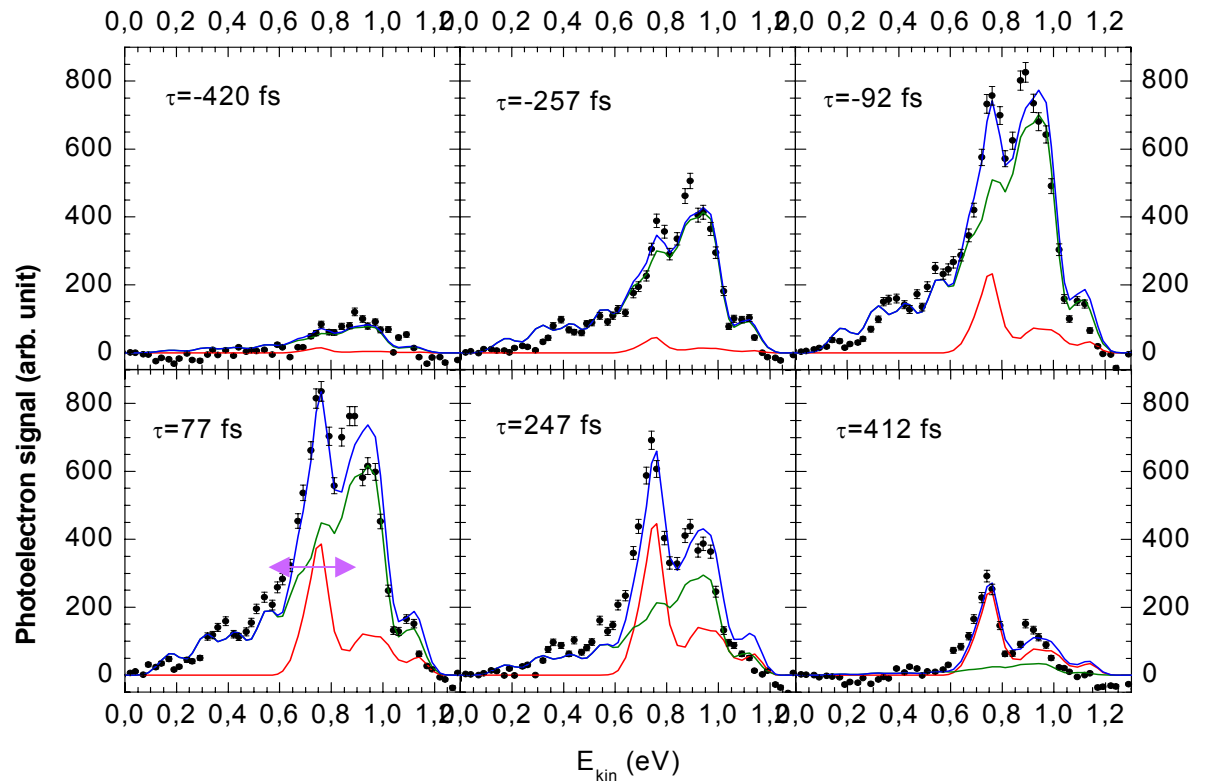 0,0 0,2 0,4 0,6 0,8 1,0 1,2 0,0 0,2 0,4 0,6 0,8 1,0 1,2 0,0 0,2 0,4 0,6 0,8 1,0 1,2
τ=-420 fs
τ=-257 fs
τ=-92 fs
800 800
600 600
400 400
200 200
0 0
τ=77 fs
τ=247 fs
τ=412 fs
800 800
600 600
400 400
200 200
0 0
0,0 0,2 0,4 0,6 0,8 1,0 1,2 0,0 0,2 0,4 0,6 0,8 1,0 1,2 0,0 0,2 0,4 0,6 0,8 1,0 1,2
Photoelectron signal (arb. unit)
E_kin (eV)